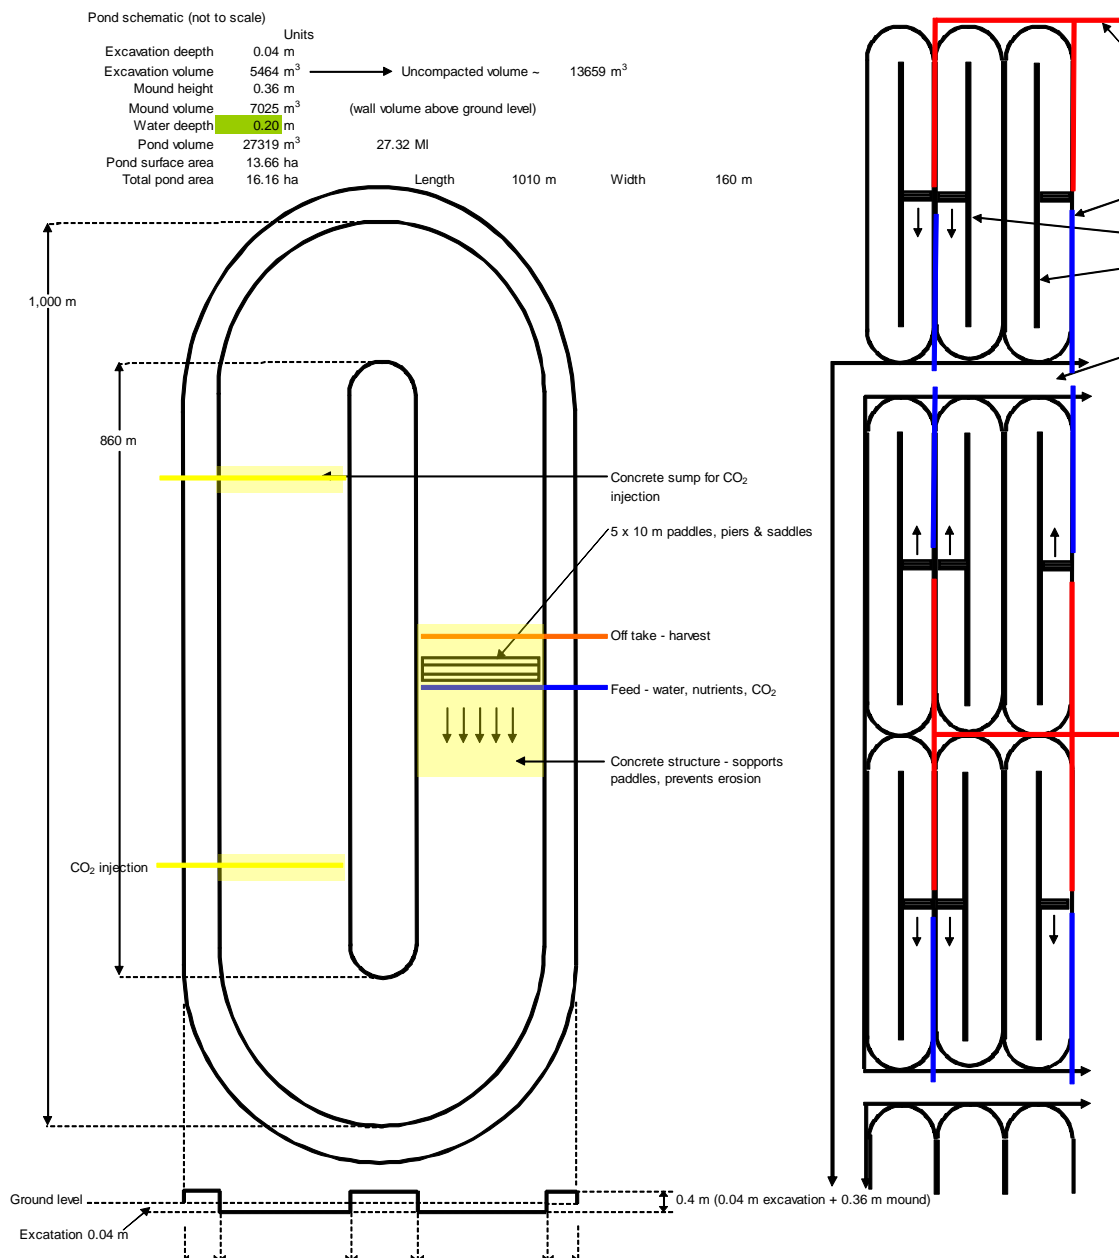 Pond schematic (not to scale)
Units
Excavation deepth 0.04 m
Excavation volume 5464 m³ Uncompacted volume ~ 13659 m³
Mound height 0.36 m
Mound volume 7025 m³ (wall volume above ground level)
Water deepth 0.20 m
Pond volume 27319 m³ 27.32 Ml
Pond surface area 13.66 ha
Total pond area 16.16 ha Length 1010 m Width 160 m
1,000 m
860 m
Concrete sump for CO₂
injection
5 x 10 m paddles, piers & saddles
Off take - harvest
Feed - water, nutrients, CO₂
Concrete structure - sopports
paddles, prevents erosion
CO₂ injection
Ground level
0.4 m (0.04 m excavation + 0.36 m mound)
Excatation 0.04 m